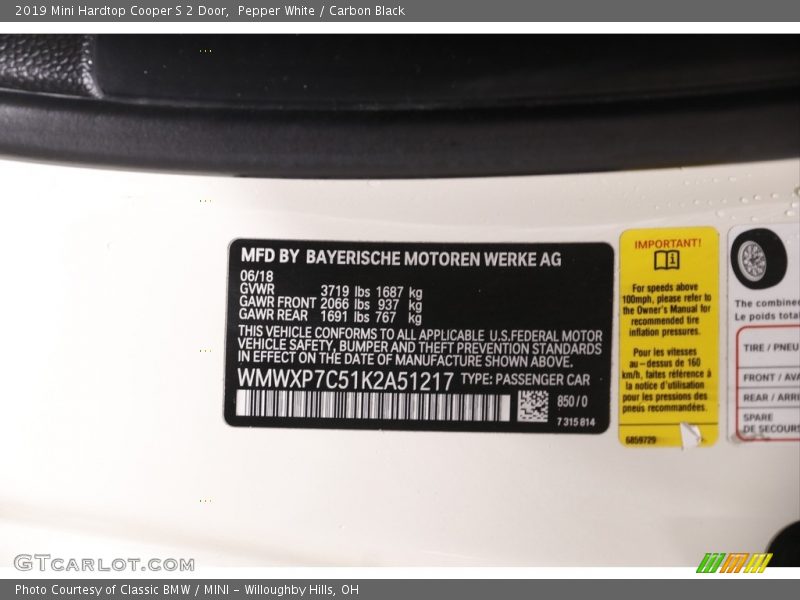 2019 Mini Hardtop Cooper S 2 Door,  Pepper White / Carbon Black
MFD BY BAYERISCHE MOTOREN WERKE AG
06/18
GVWR 3719 lbs 1687 kg
GAWR FRONT 2066 lbs 937 kg
GAWR REAR 1691 lbs 767 kg
THIS VEHICLE CONFORMS TO ALL APPLICABLE U.S.FEDERAL MOTOR
VEHICLE SAFETY, BUMPER AND THEFT PREVENTION STANDARDS
IN EFFECT ON THE DATE OF MANUFACTURE SHOWN ABOVE.
WMWXP7C51K2A51217 TYPE: PASSENGER CAR
850 / 0
7 315 814
IMPORTANT!
For speeds above
100mph, please refer to
the Owner's Manual for
recommended tire
inflation pressures.
Pour les vitesses
au-dessus de 160
km/h, faites référence à
la notice d'utilisation
pour les pressions des
pneus recommandées.
6859729
The combined
Le poids total
TIRE / PNEU
FRONT / AVA
REAR / ARRI
SPARE
DE SECOURS
GTCARLOT.COM
Photo Courtesy of Classic BMW / MINI - Willoughby Hills, OH